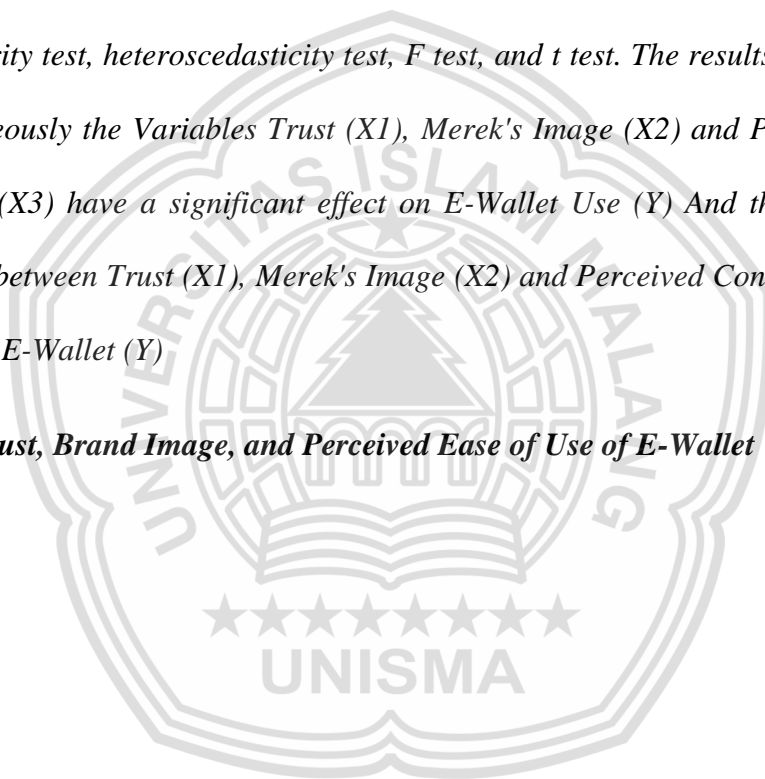 rity test, heteroscedasticity test, F test, and t test. The results
eously the Variables Trust (X1), Merek's Image (X2) and P
(X3) have a significant effect on E-Wallet Use (Y) And th
between Trust (X1), Merek's Image (X2) and Perceived Con
E-Wallet (Y)
ust, Brand Image, and Perceived Ease of Use of E-Wallet
UNIVERSITAS ISLAM MALANG
UNISMA